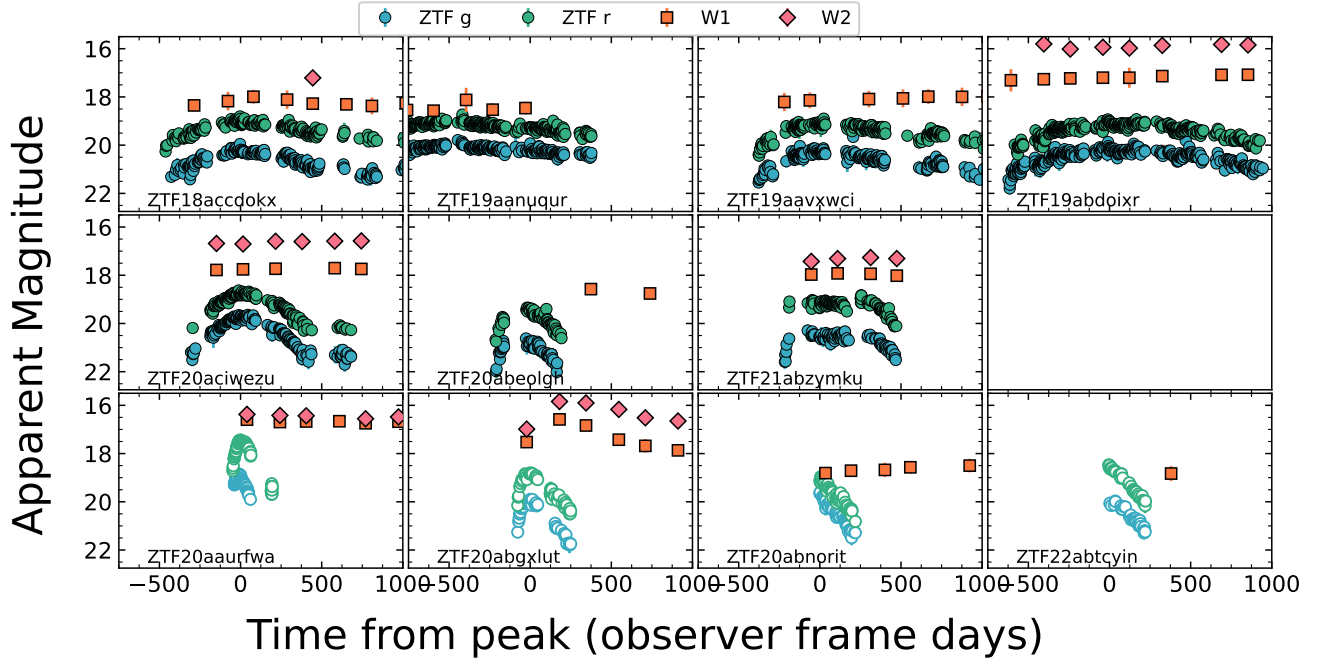 ZTF g ZTF r W1 W2
16
18
20
22
ZTF18accdokx ZTF19aanuqur ZTF19aavxwci ZTF19abdoixr
16
18
20
22
ZTF20aciwezu ZTF20abeolgh ZTF21abzymku
16
18
20
22
ZTF20aaurfwa ZTF20abgxlut ZTF20abnorit ZTF22abtcyin
−500 0 500 1000 −500 0 500 1000 −500 0 500 1000 −500 0 500 1000
Apparent Magnitude
Time from peak (observer frame days)